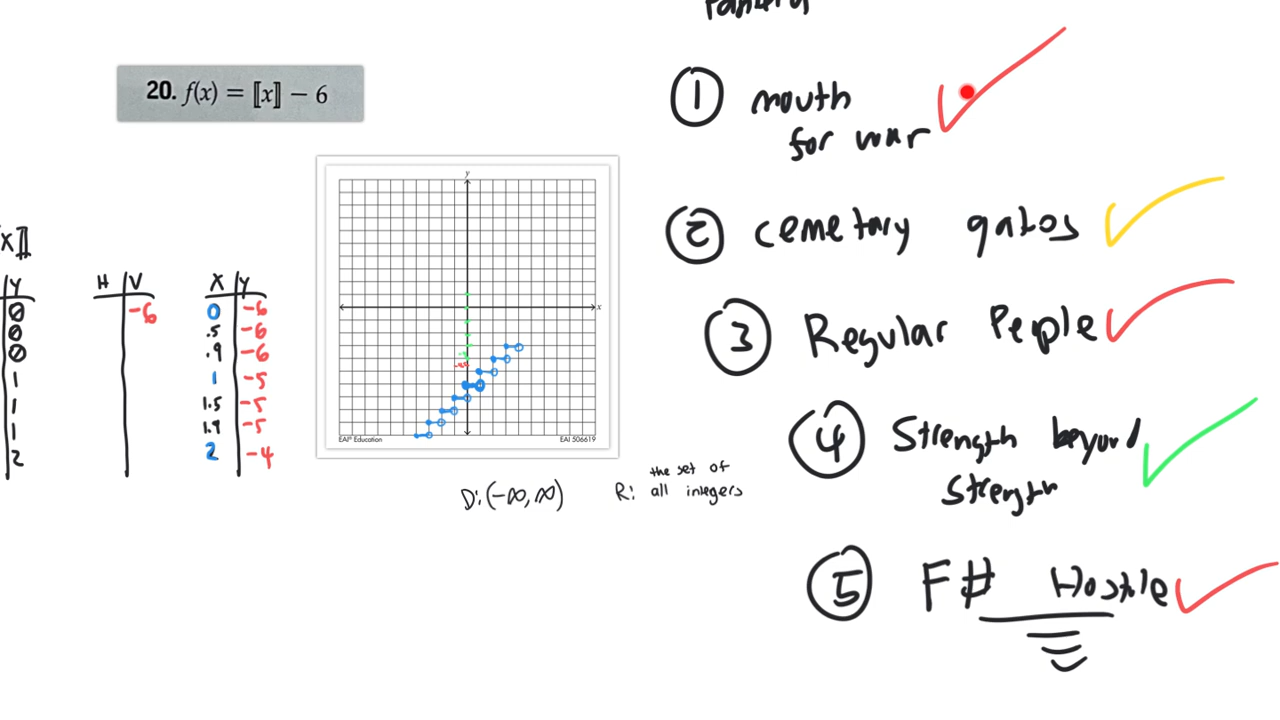 20. f(x) = ⟦x⟧ − 6
x⟧
Y
0
0
0
1
1
1
2
H V
-6
X Y
0 -6
.5 -6
.9 -6
1 -5
1.5 -5
1.9 -5
2 -4
y
x
EAI® Education
EAI 506619
D: (-∞, ∞)
R: the set of
all integers
① mouth
for war
② cemetary gates
③ Regular Peple
④ Strength beyond
Strength
⑤ F# Hostile